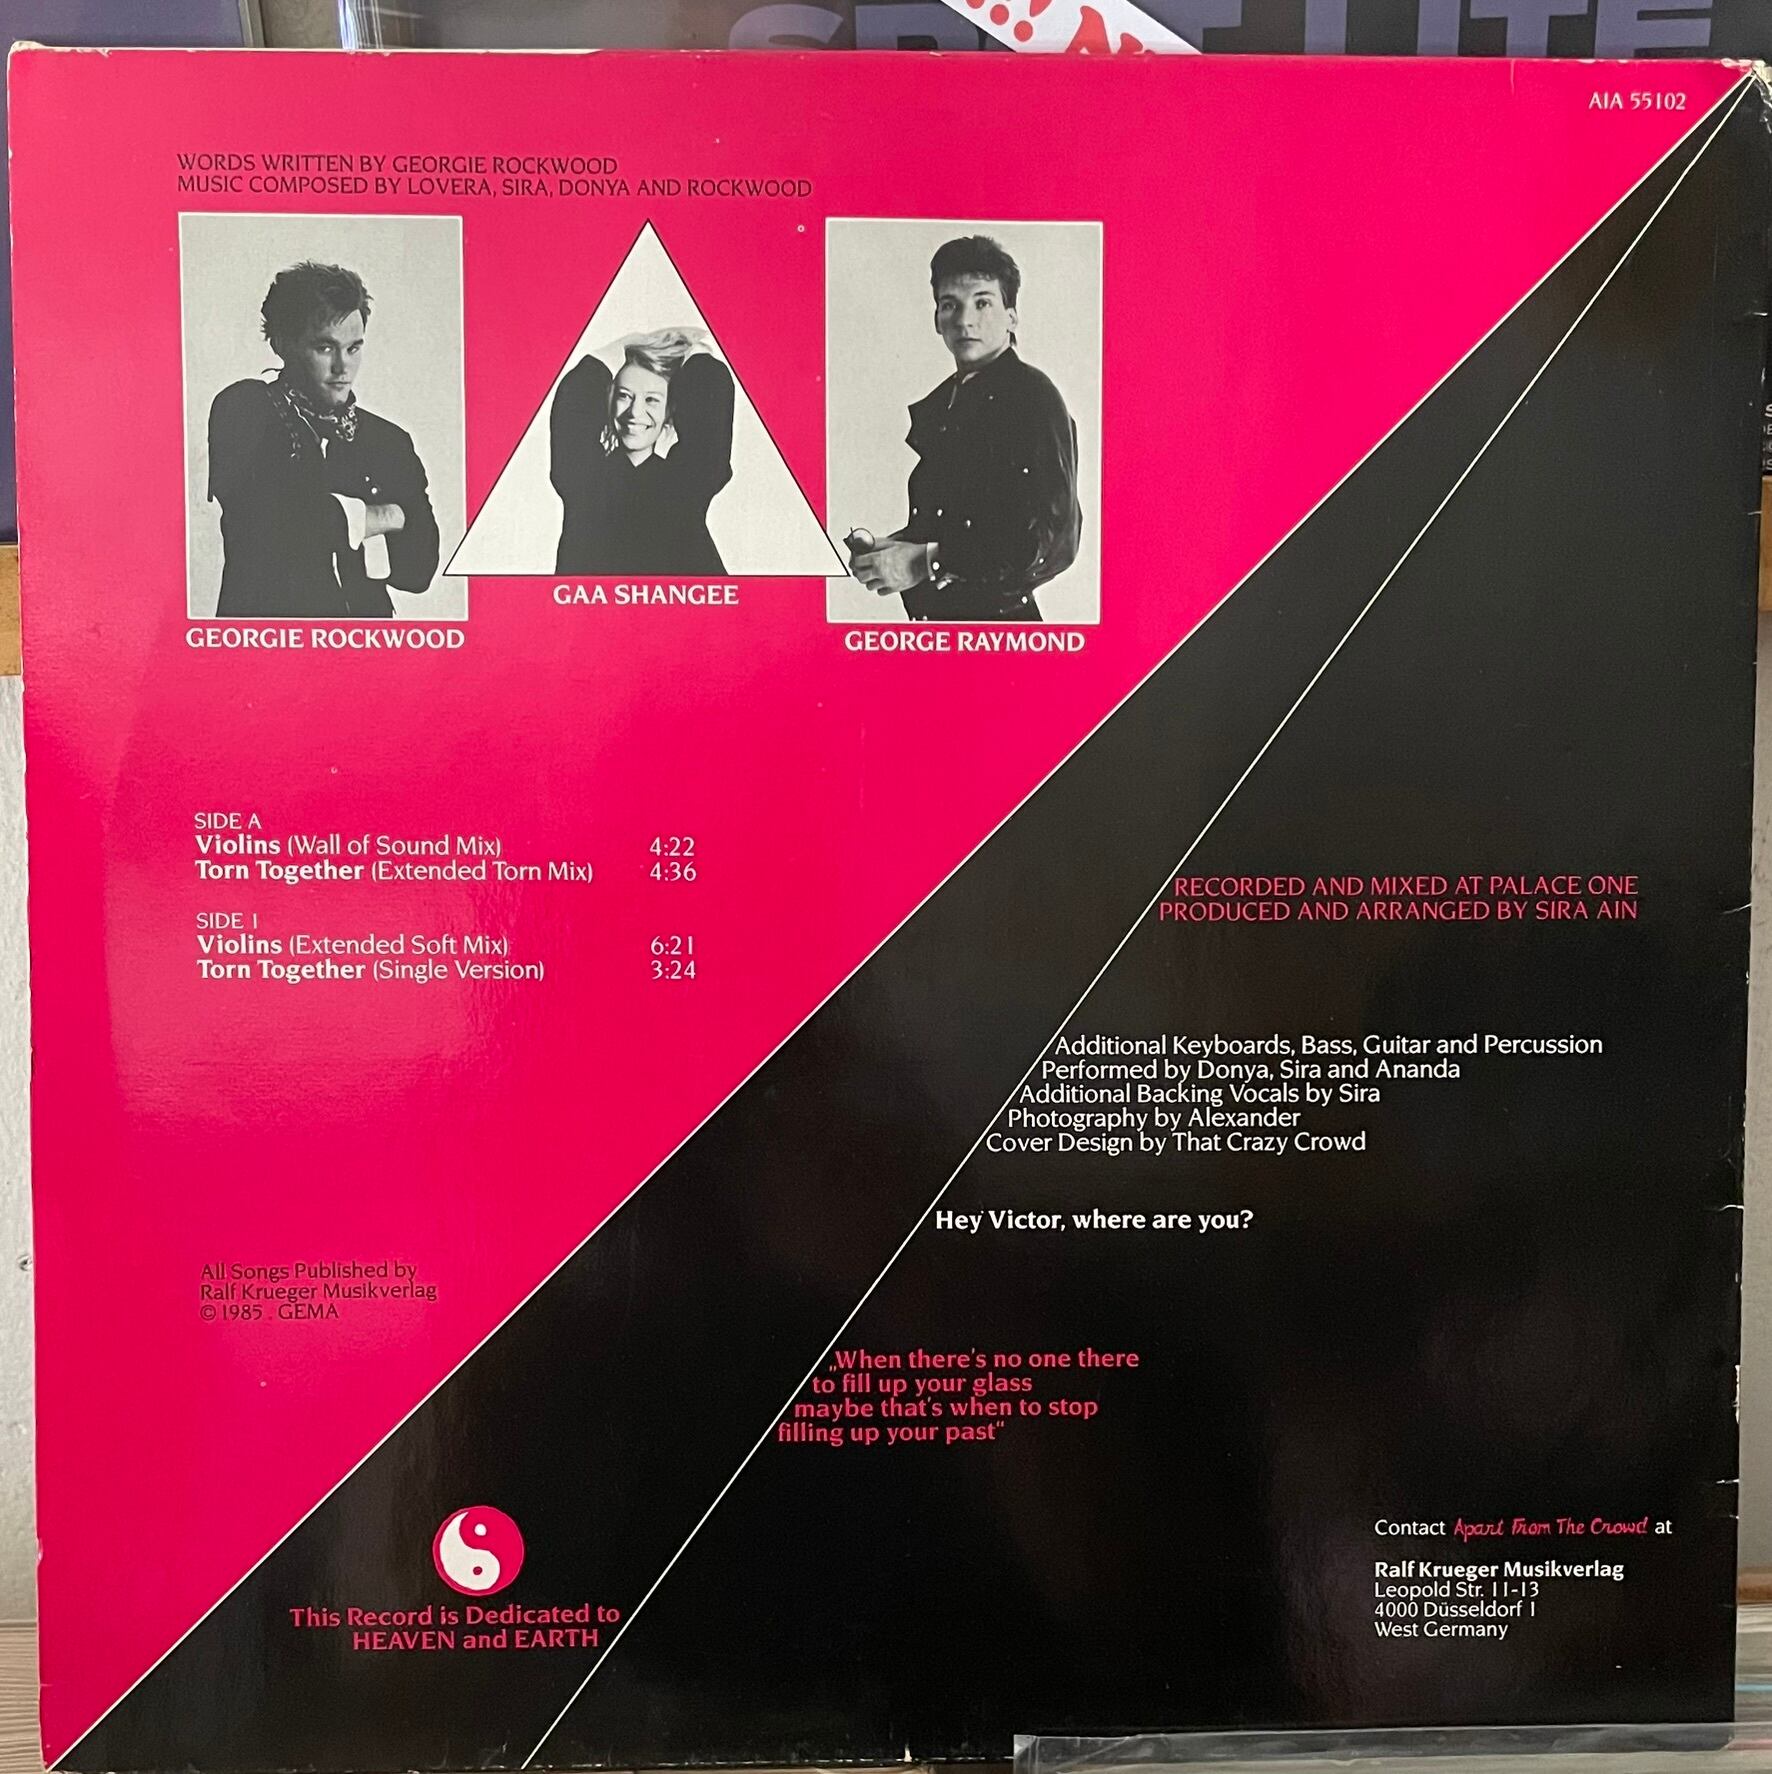 SPOTLITE
AIA 55102
WORDS WRITTEN BY GEORGIE ROCKWOOD
MUSIC COMPOSED BY LOVERA, SIRA, DONYA AND ROCKWOOD
GAA SHANGEE
GEORGIE ROCKWOOD
GEORGE RAYMOND
SIDE A
Violins (Wall of Sound Mix) 4:22
Torn Together (Extended Torn Mix) 4:36
SIDE 1
Violins (Extended Soft Mix) 6:21
Torn Together (Single Version) 3:24
RECORDED AND MIXED AT PALACE ONE
PRODUCED AND ARRANGED BY SIRA AIN
Additional Keyboards, Bass, Guitar and Percussion
Performed by Donya, Sira and Ananda
Additional Backing Vocals by Sira
Photography by Alexander
Cover Design by That Crazy Crowd
Hey Victor, where are you?
All Songs Published by
Ralf Krueger Musikverlag
© 1985 . GEMA
„When there's no one there
to fill up your glass
maybe that's when to stop
filling up your past“
This Record is Dedicated to
HEAVEN and EARTH
Contact Apart From The Crowd at
Ralf Krueger Musikverlag
Leopold Str. 11-13
4000 Düsseldorf 1
West Germany